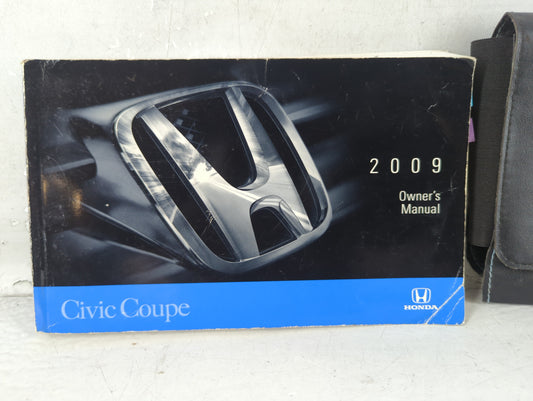 2009
Owner's
Manual
Civic Coupe
HONDA